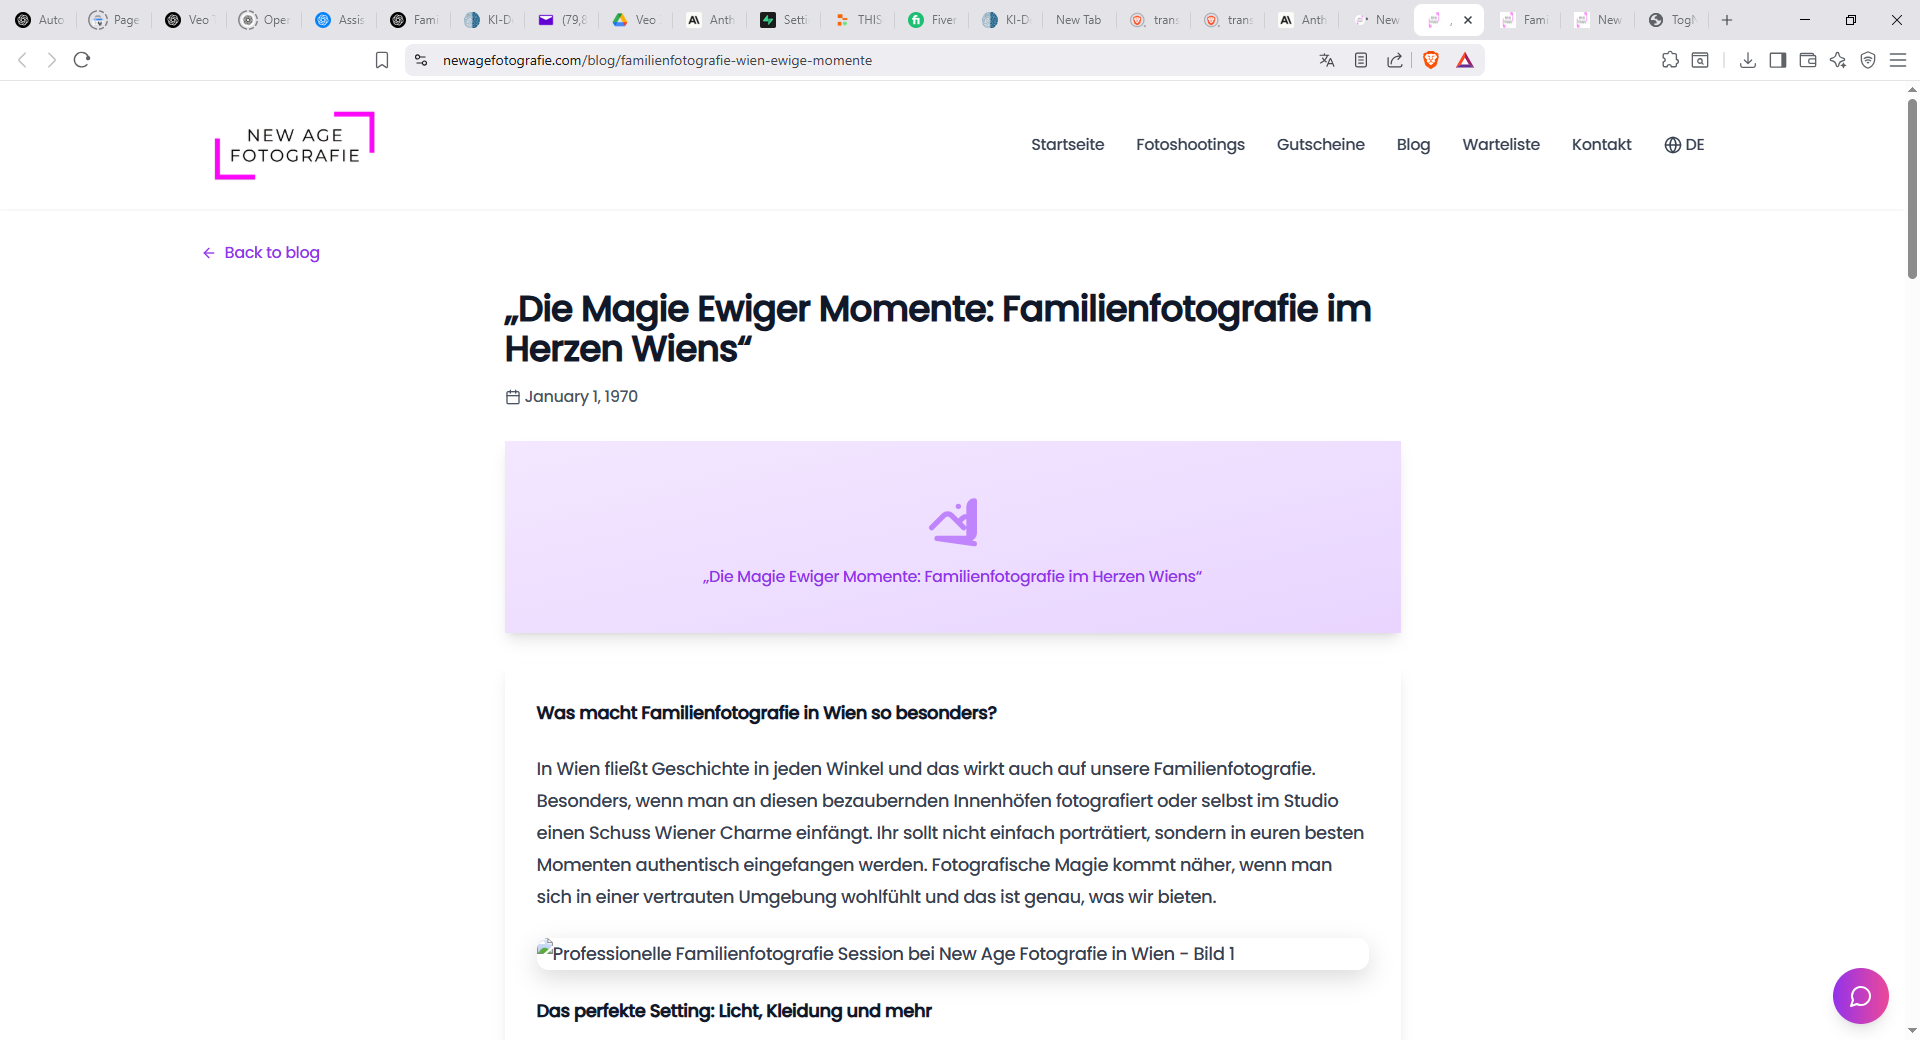 Auto
Page
Veo
Oper
Assis
Fami
KI-D
(79,8
Veo
Anth
Setti
THIS
Fiver
KI-D
New Tab
trans
trans
Anth
New
Fami
New
TogN
newagefotografie.com/blog/familienfotografie-wien-ewige-momente
NEW AGE
FOTOGRAFIE
Startseite
Fotoshootings
Gutscheine
Blog
Warteliste
Kontakt
DE
Back to blog
„Die Magie Ewiger Momente: Familienfotografie im
Herzen Wiens“
January 1, 1970
„Die Magie Ewiger Momente: Familienfotografie im Herzen Wiens“
Was macht Familienfotografie in Wien so besonders?
In Wien fließt Geschichte in jeden Winkel und das wirkt auch auf unsere Familienfotografie.
Besonders, wenn man an diesen bezaubernden Innenhöfen fotografiert oder selbst im Studio
einen Schuss Wiener Charme einfängt. Ihr sollt nicht einfach porträtiert, sondern in euren besten
Momenten authentisch eingefangen werden. Fotografische Magie kommt näher, wenn man
sich in einer vertrauten Umgebung wohlfühlt und das ist genau, was wir bieten.
Professionelle Familienfotografie Session bei New Age Fotografie in Wien - Bild 1
Das perfekte Setting: Licht, Kleidung und mehr